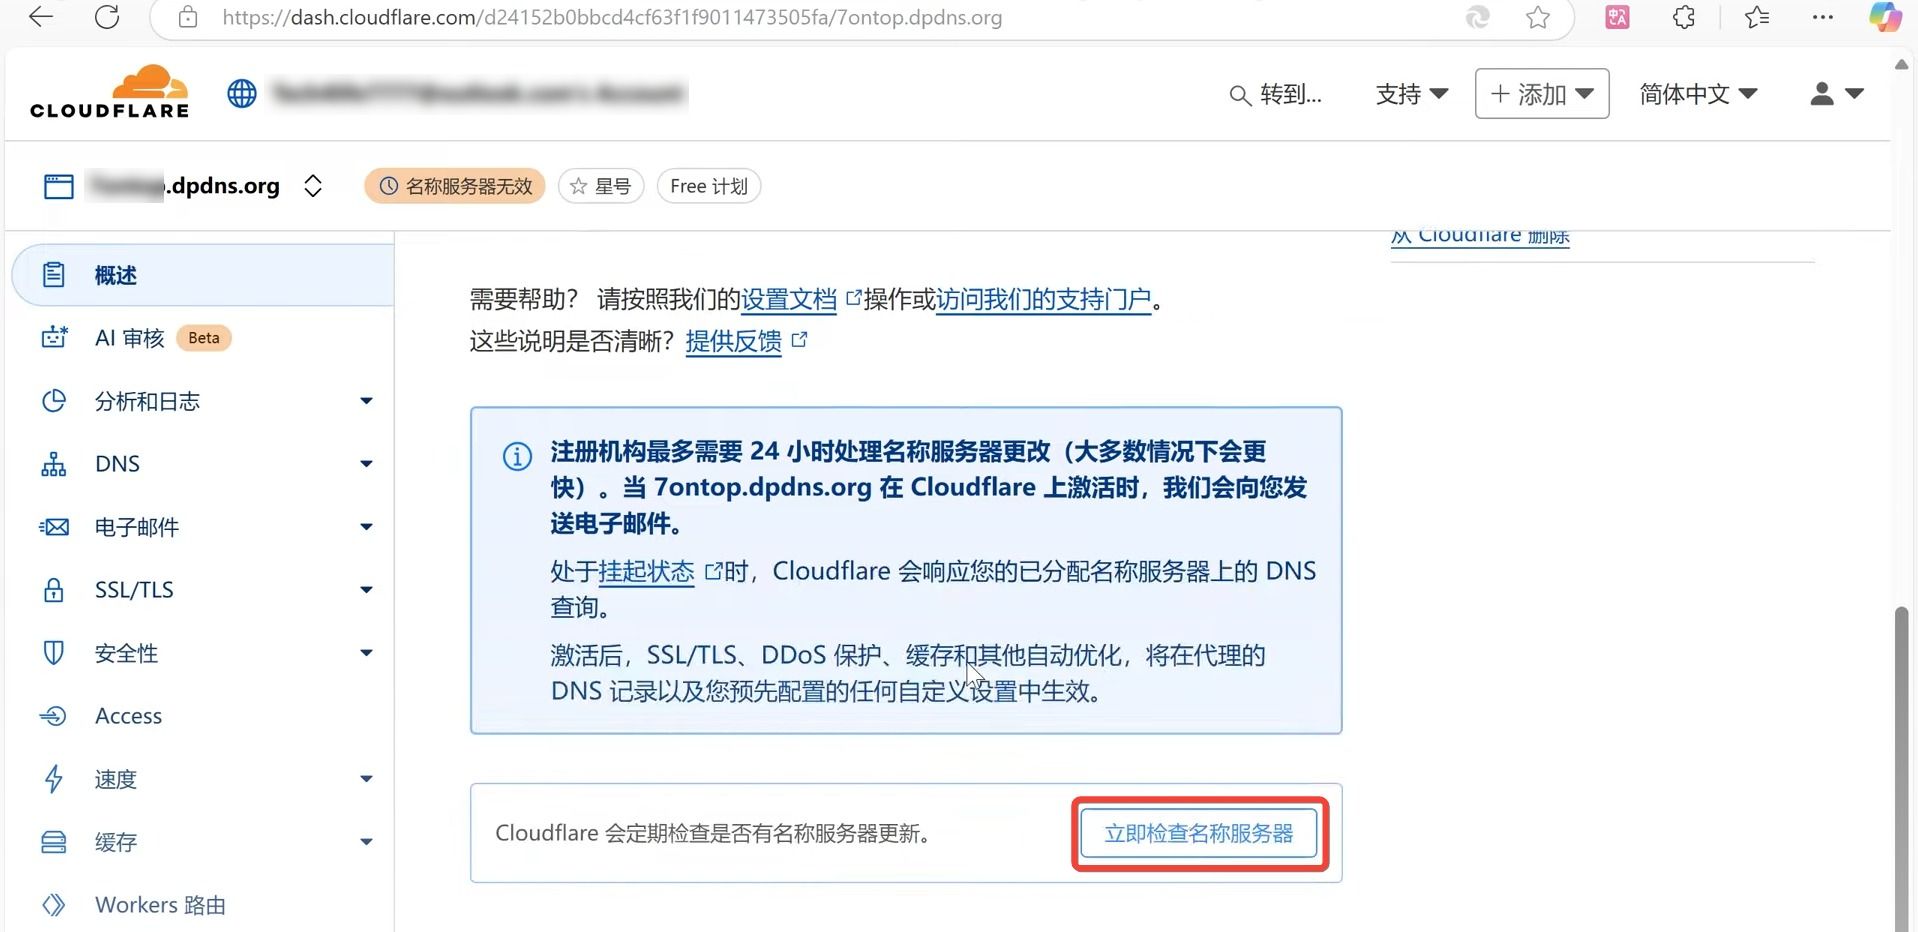 https://dash.cloudflare.com/d24152b0bbcd4cf63f1f9011473505fa/7ontop.dpdns.org
CLOUDFLARE
转到...
支持
+ 添加
简体中文
.dpdns.org
名称服务器无效
星号
Free 计划
概述
AI 审核 Beta
分析和日志
DNS
电子邮件
SSL/TLS
安全性
Access
速度
缓存
Workers 路由
从 Cloudflare 删除
需要帮助？ 请按照我们的设置文档操作或访问我们的支持门户。
这些说明是否清晰？提供反馈
注册机构最多需要 24 小时处理名称服务器更改（大多数情况下会更
快）。当 7ontop.dpdns.org 在 Cloudflare 上激活时，我们会向您发
送电子邮件。
处于挂起状态时，Cloudflare 会响应您的已分配名称服务器上的 DNS
查询。
激活后，SSL/TLS、DDoS 保护、缓存和其他自动优化，将在代理的
DNS 记录以及您预先配置的任何自定义设置中生效。
Cloudflare 会定期检查是否有名称服务器更新。
立即检查名称服务器